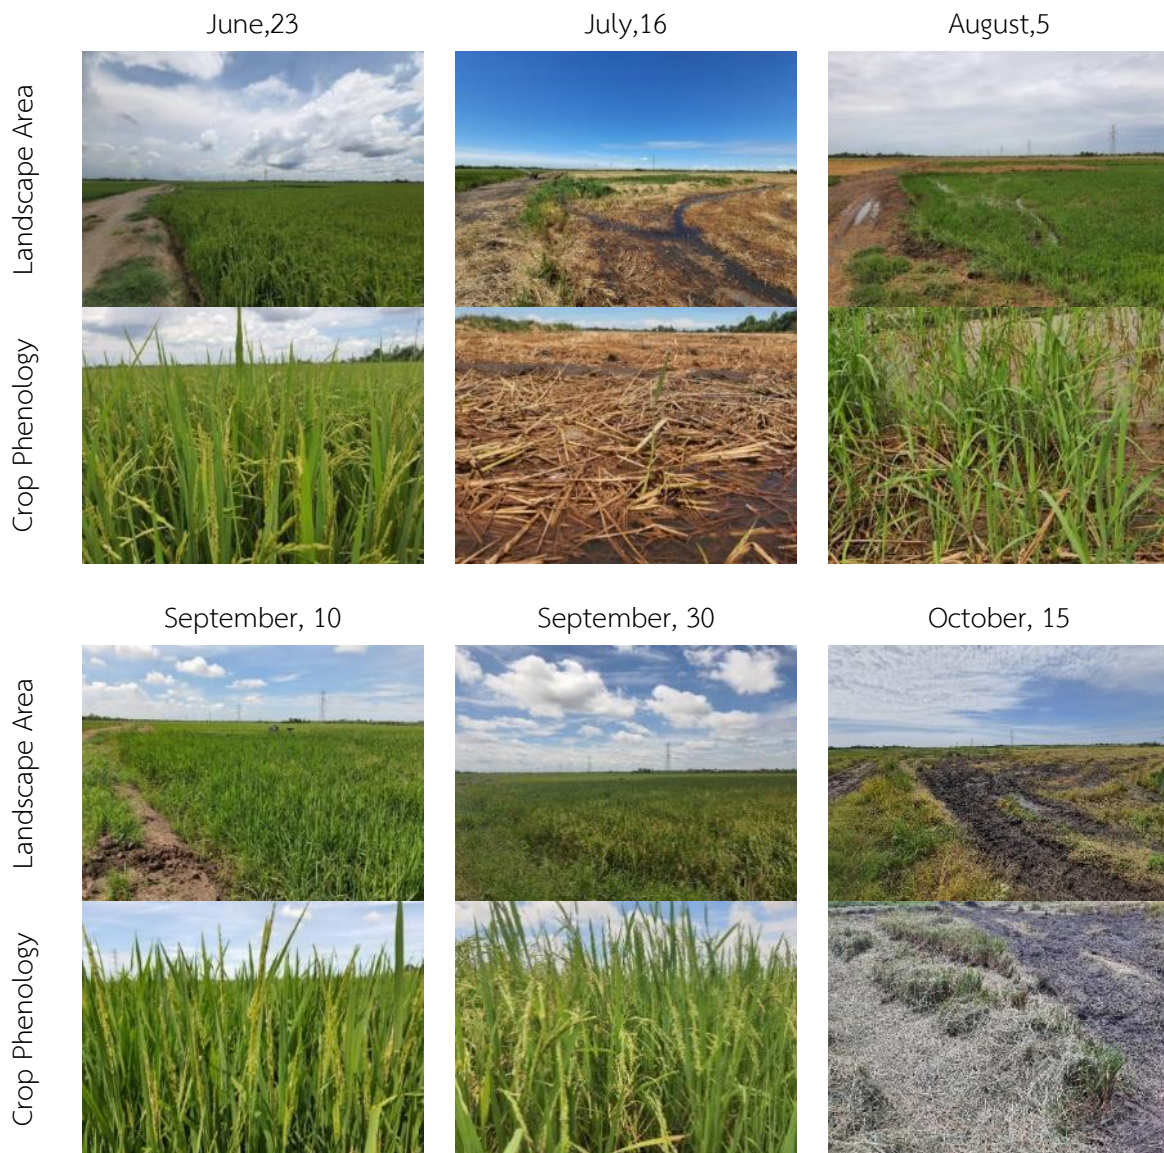 June,23
July,16
August,5
Landscape Area
Crop Phenology
September, 10
September, 30
October, 15
Landscape Area
Crop Phenology